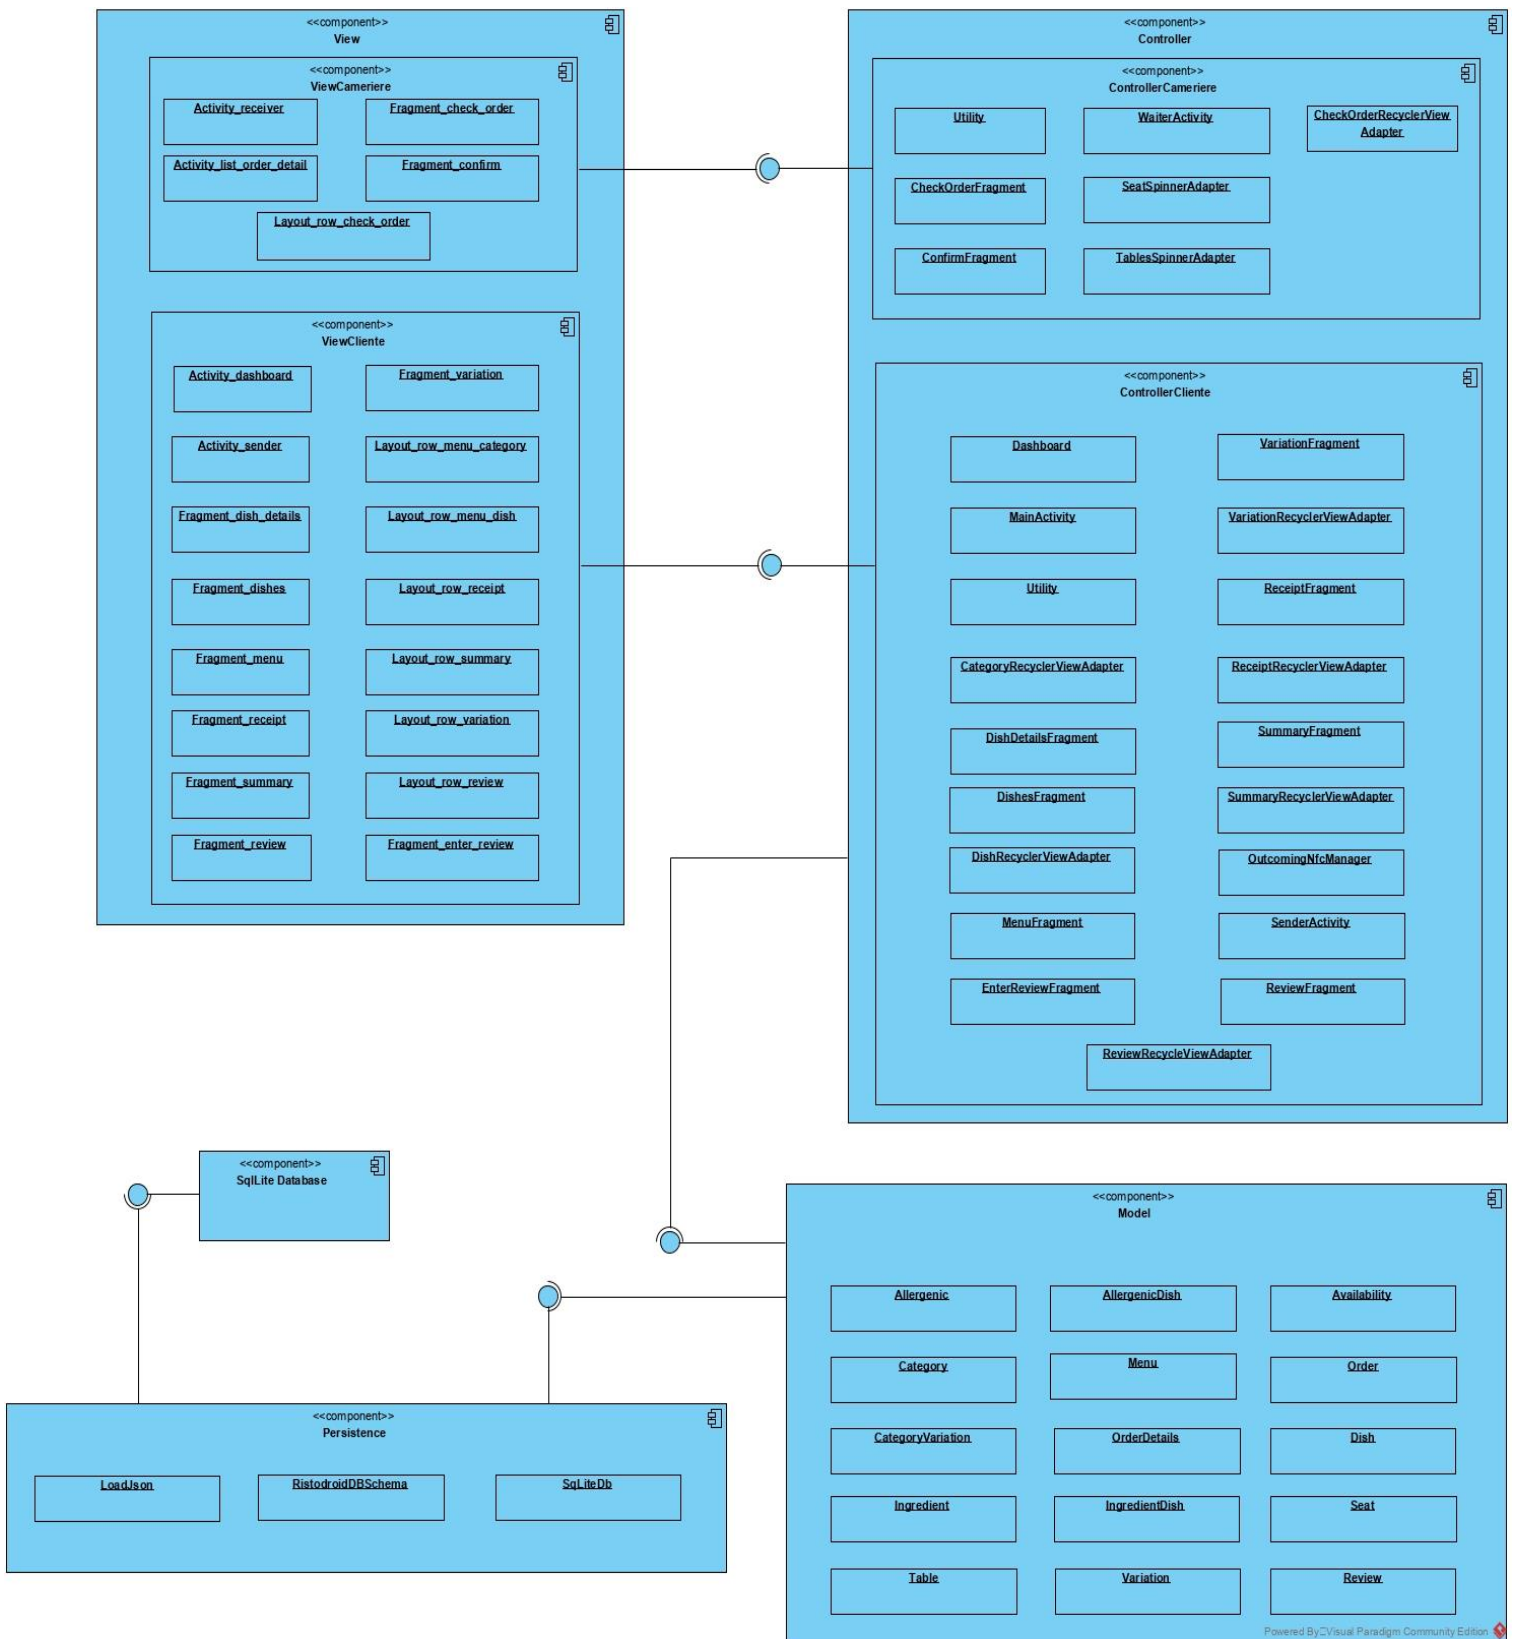 <<component>>
View
<<component>>
ViewCameriere
Activity_receiver
Fragment_check_order
Activity_list_order_detail
Fragment_confirm
Layout_row_check_order
<<component>>
ViewCliente
Activity_dashboard
Fragment_variation
Activity_sender
Layout_row_menu_category
Fragment_dish_details
Layout_row_menu_dish
Fragment_dishes
Layout_row_receipt
Fragment_menu
Layout_row_summary
Fragment_receipt
Layout_row_variation
Fragment_summary
Layout_row_review
Fragment_review
Fragment_enter_review
<<component>>
Controller
<<component>>
ControllerCameriere
Utility
WaiterActivity
CheckOrderRecyclerView
Adapter
CheckOrderFragment
SeatSpinnerAdapter
ConfirmFragment
TablesSpinnerAdapter
<<component>>
ControllerCliente
Dashboard
VariationFragment
MainActivity
VariationRecyclerViewAdapter
Utility
ReceiptFragment
CategoryRecyclerViewAdapter
ReceiptRecyclerViewAdapter
DishDetailsFragment
SummaryFragment
DishesFragment
SummaryRecyclerViewAdapter
DishRecyclerViewAdapter
OutcomingNfcManager
MenuFragment
SenderActivity
EnterReviewFragment
ReviewFragment
ReviewRecycleViewAdapter
<<component>>
SqlLite Database
<<component>>
Persistence
LoadJson
RistodroidDBSchema
SqLiteDb
<<component>>
Model
Allergenic
AllergenicDish
Availability
Category
Menu
Order
CategoryVariation
OrderDetails
Dish
Ingredient
IngredientDish
Seat
Table
Variation
Review
Powered By Visual Paradigm Community Edition